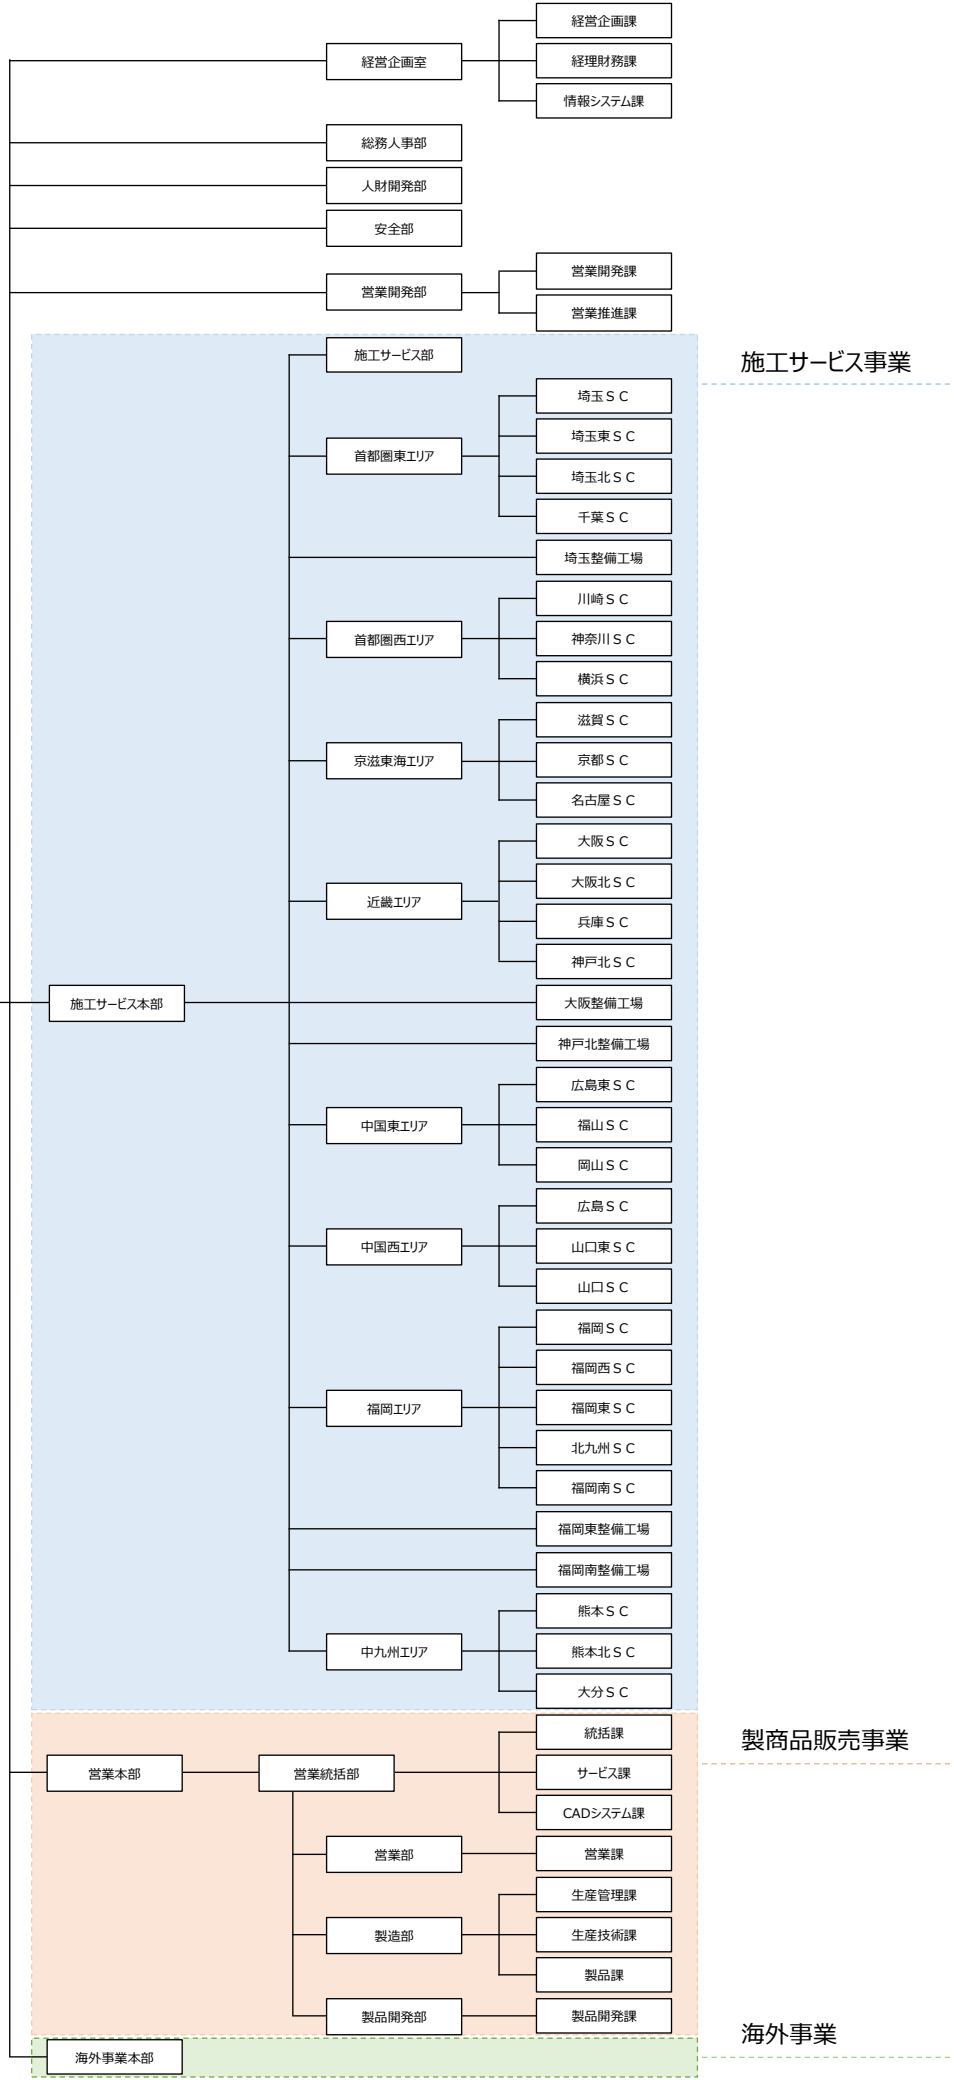 経営企画課
経営企画室
経理財務課
情報システム課
総務人事部
人財開発部
安全部
営業開発課
営業開発部
営業推進課
施工サービス部
施工サービス事業
埼玉ＳＣ
埼玉東ＳＣ
首都圏東エリア
埼玉北ＳＣ
千葉ＳＣ
埼玉整備工場
川崎ＳＣ
首都圏西エリア
神奈川ＳＣ
横浜ＳＣ
滋賀ＳＣ
京滋東海エリア
京都ＳＣ
名古屋ＳＣ
大阪ＳＣ
大阪北ＳＣ
近畿エリア
兵庫ＳＣ
神戸北ＳＣ
施工サービス本部
大阪整備工場
神戸北整備工場
広島東ＳＣ
中国東エリア
福山ＳＣ
岡山ＳＣ
広島ＳＣ
中国西エリア
山口東ＳＣ
山口ＳＣ
福岡ＳＣ
福岡西ＳＣ
福岡エリア
福岡東ＳＣ
北九州ＳＣ
福岡南ＳＣ
福岡東整備工場
福岡南整備工場
熊本ＳＣ
中九州エリア
熊本北ＳＣ
大分ＳＣ
統括課
製商品販売事業
営業本部
営業統括部
サービス課
CADシステム課
営業部
営業課
生産管理課
製造部
生産技術課
製品課
製品開発部
製品開発課
海外事業
海外事業本部